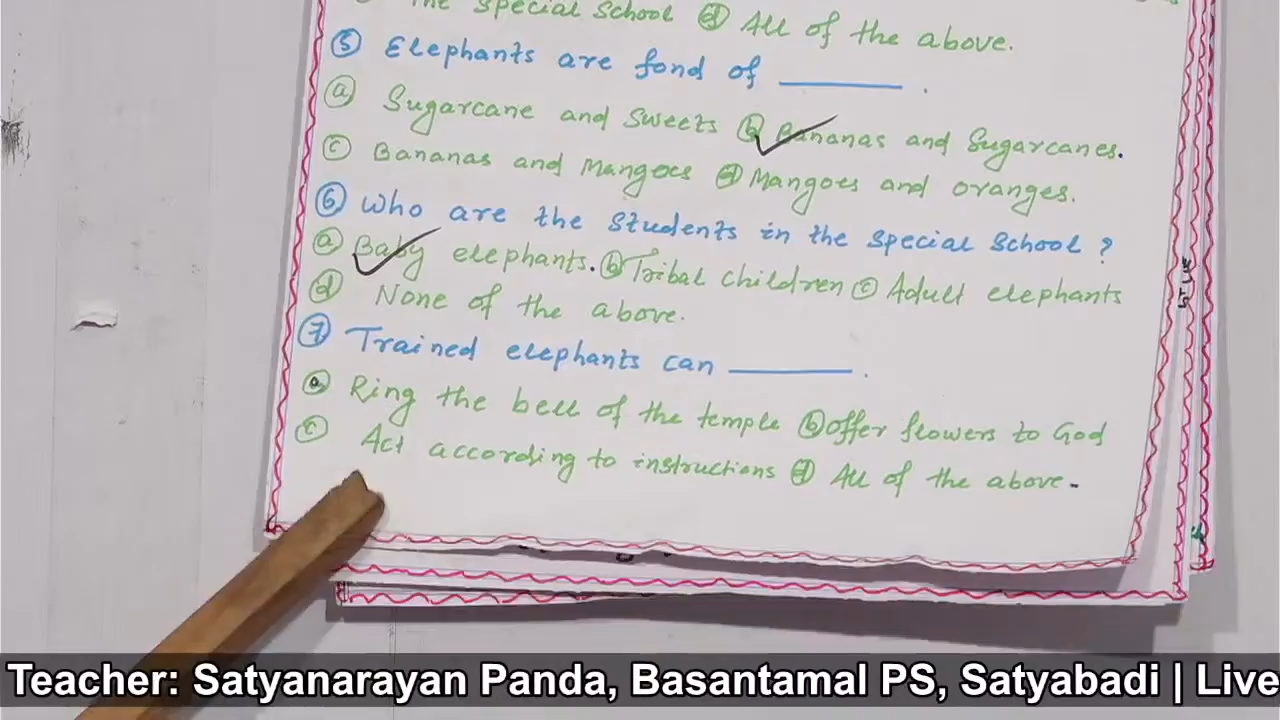 The Special School ⓓ All of the above.
⑤ Elephants are fond of ______ .
ⓐ Sugarcane and Sweets ⓑ Bananas and Sugarcanes.
ⓒ Bananas and Mangoes ⓓ Mangoes and oranges.
⑥ Who are the Students in the Special School ?
ⓐ Baby elephants. ⓑ Tribal children ⓒ Adult elephants
ⓓ None of the above.
⑦ Trained elephants can ______ .
ⓐ Ring the bell of the temple ⓑ offer flowers to God
ⓒ Act according to instructions ⓓ All of the above.
Teacher: Satyanarayan Panda, Basantamal PS, Satyabadi | Live